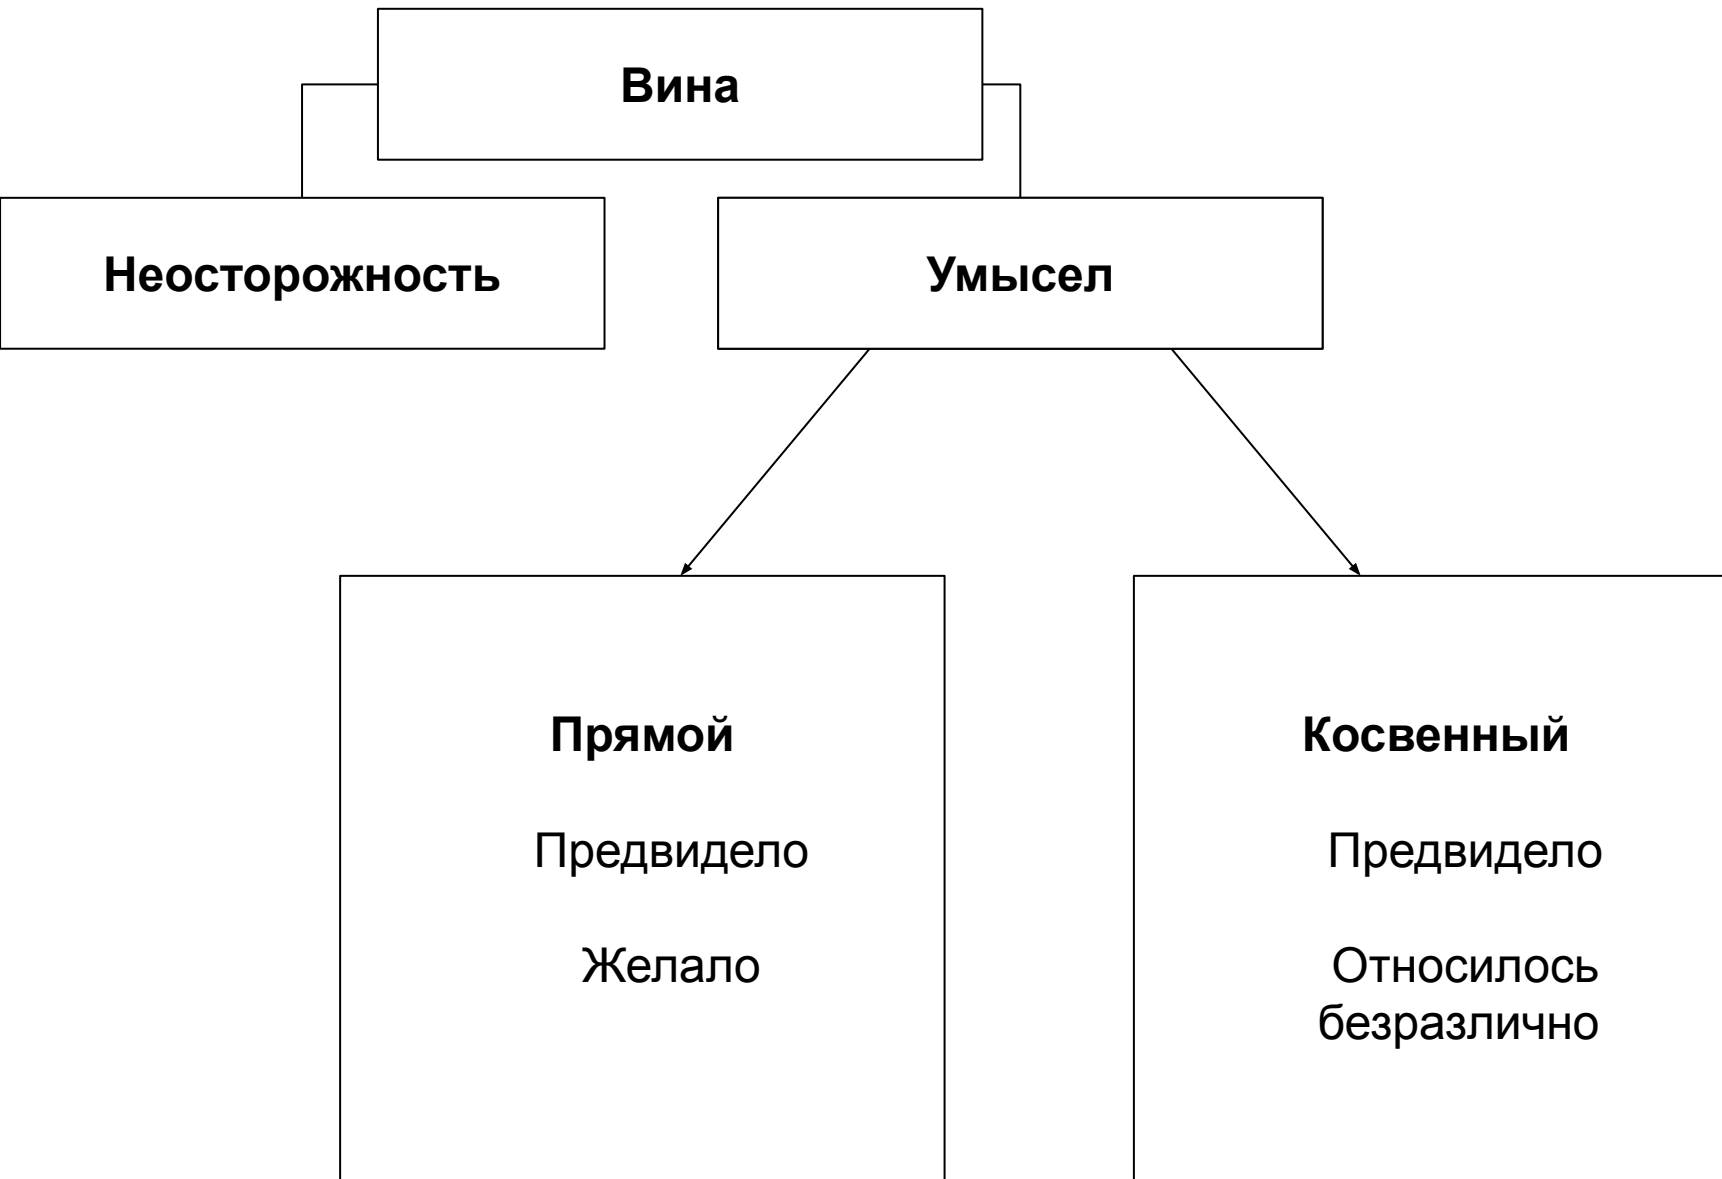 Вина
Неосторожность
Умысел
Прямой
Предвидело
Желало
Косвенный
Предвидело
Относилось
безразлично